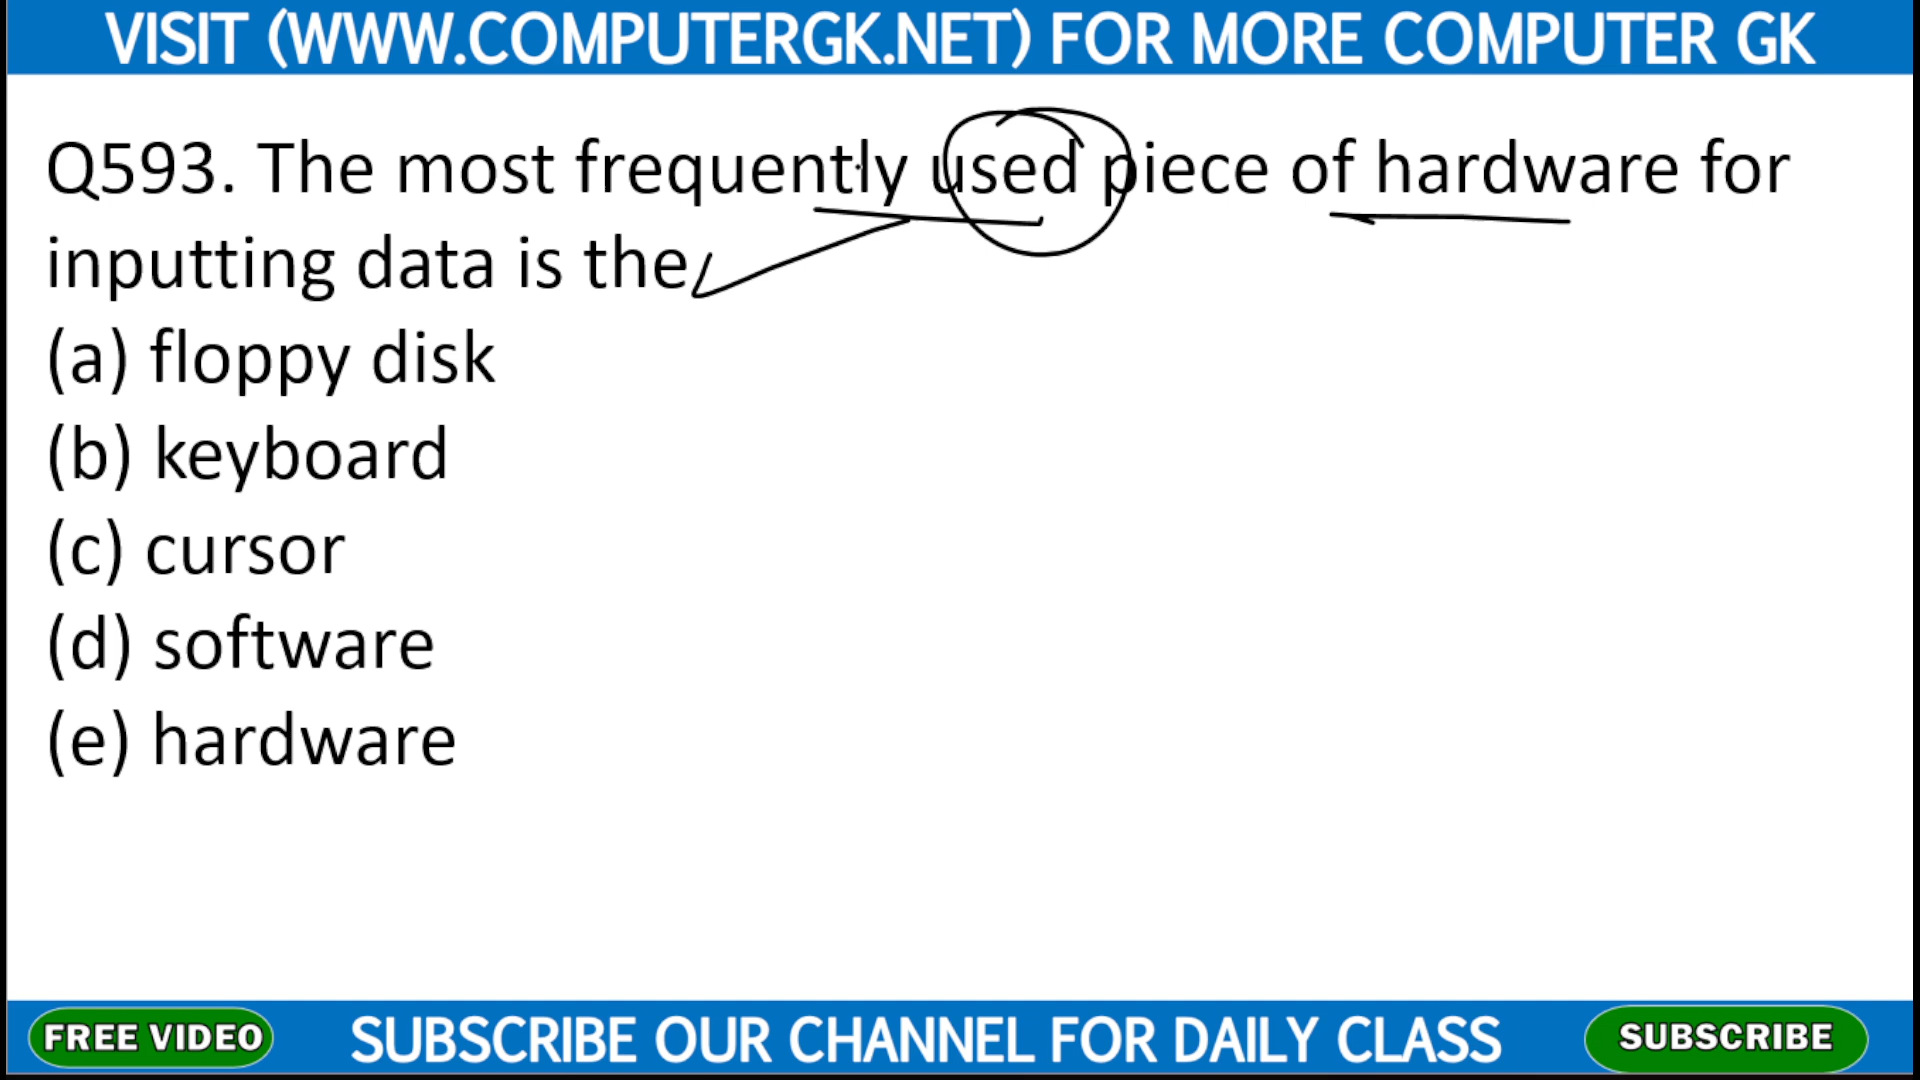 VISIT (WWW.COMPUTERGK.NET) FOR MORE COMPUTER GK
Q593. The most frequently used piece of hardware for
inputting data is the
(a) floppy disk
(b) keyboard
(c) cursor
(d) software
(e) hardware
FREE VIDEO SUBSCRIBE OUR CHANNEL FOR DAILY CLASS SUBSCRIBE